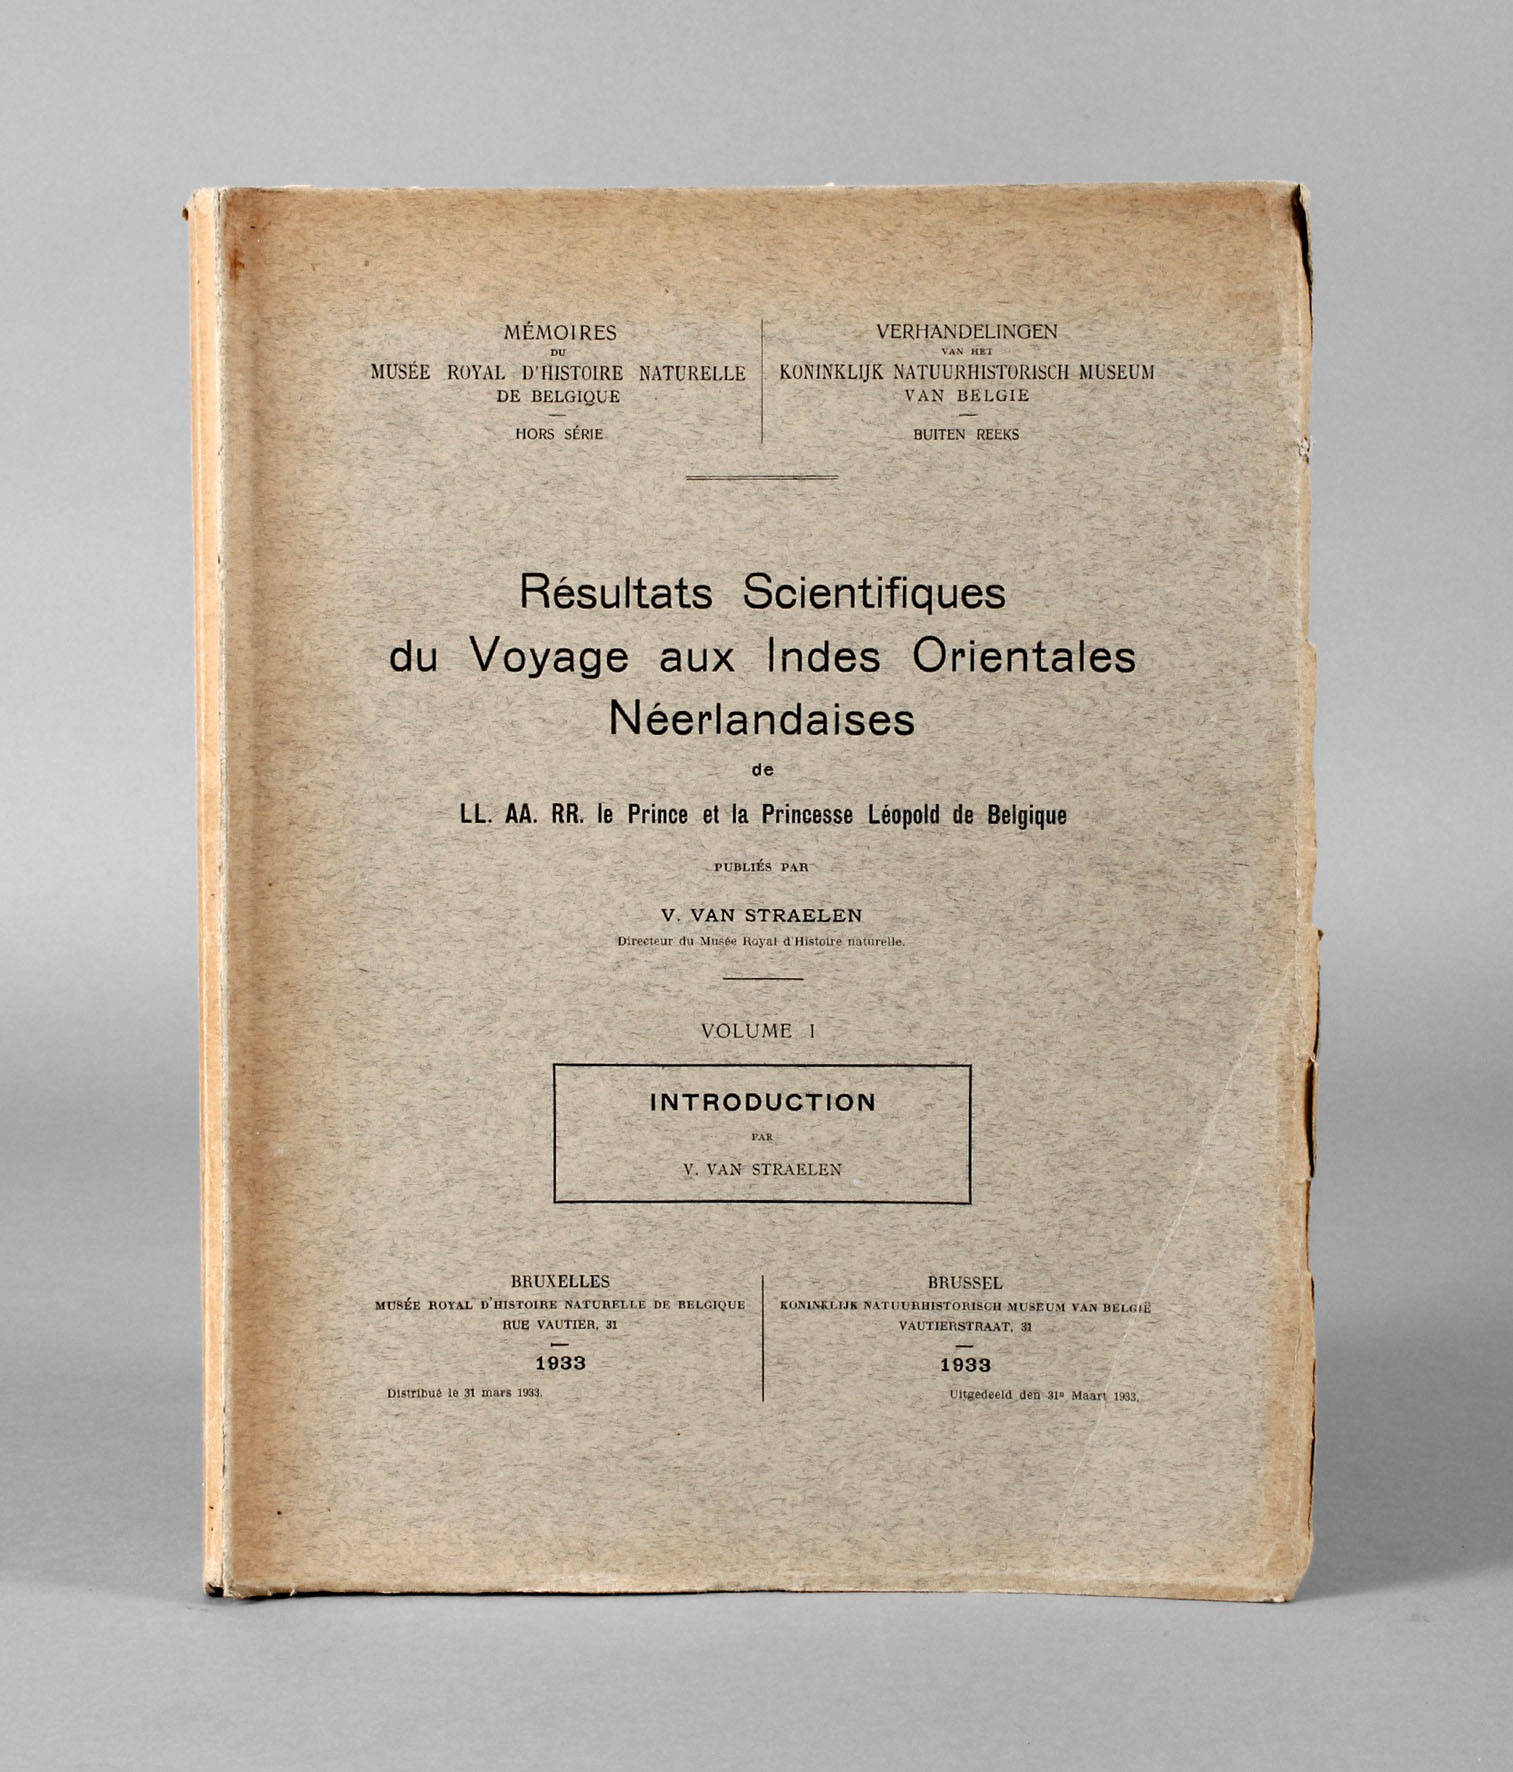 MÉMOIRES
DU
MUSÉE ROYAL D'HISTOIRE NATURELLE
DE BELGIQUE
HORS SÉRIE
VERHANDELINGEN
VAN HET
KONINKLIJK NATUURHISTORISCH MUSEUM
VAN BELGIE
BUITEN REEKS
Résultats Scientifiques
du Voyage aux Indes Orientales
Néerlandaises
de
LL. AA. RR. le Prince et la Princesse Léopold de Belgique
PUBLIÉS PAR
V. VAN STRAELEN
Directeur du Musée Royal d'Histoire naturelle.
VOLUME I
INTRODUCTION
PAR
V. VAN STRAELEN
BRUXELLES
MUSÉE ROYAL D'HISTOIRE NATURELLE DE BELGIQUE
RUE VAUTIER, 31
1933
Distribué le 31 mars 1933.
BRUSSEL
KONINKLIJK NATUURHISTORISCH MUSEUM VAN BELGIË
VAUTIERSTRAAT, 31
1933
Uitgedeeld den 31n Maart 1933.